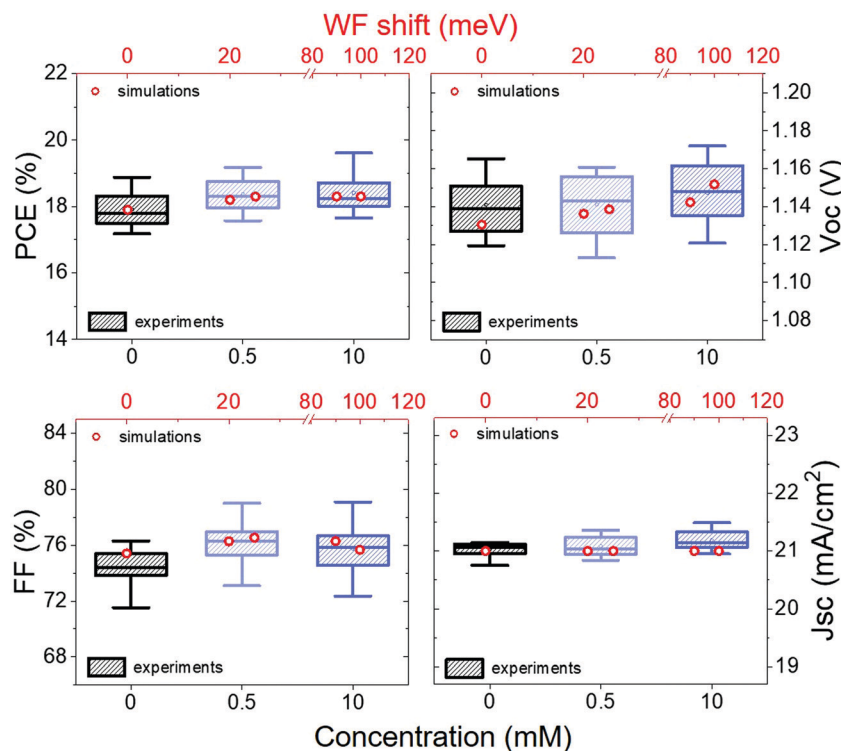 WF shift (meV)
0 20 80 100 120
0 20 80 100 120
22
20
18
16
14
PCE (%)
simulations
experiments
0 0.5 10
1.20
1.18
1.16
1.14
1.12
1.10
1.08
Voc (V)
simulations
experiments
0 0.5 10
0 20 80 100 120
0 20 80 100 120
84
80
76
72
68
FF (%)
simulations
experiments
0 0.5 10
23
22
21
20
19
Jsc (mA/cm²)
simulations
experiments
0 0.5 10
Concentration (mM)